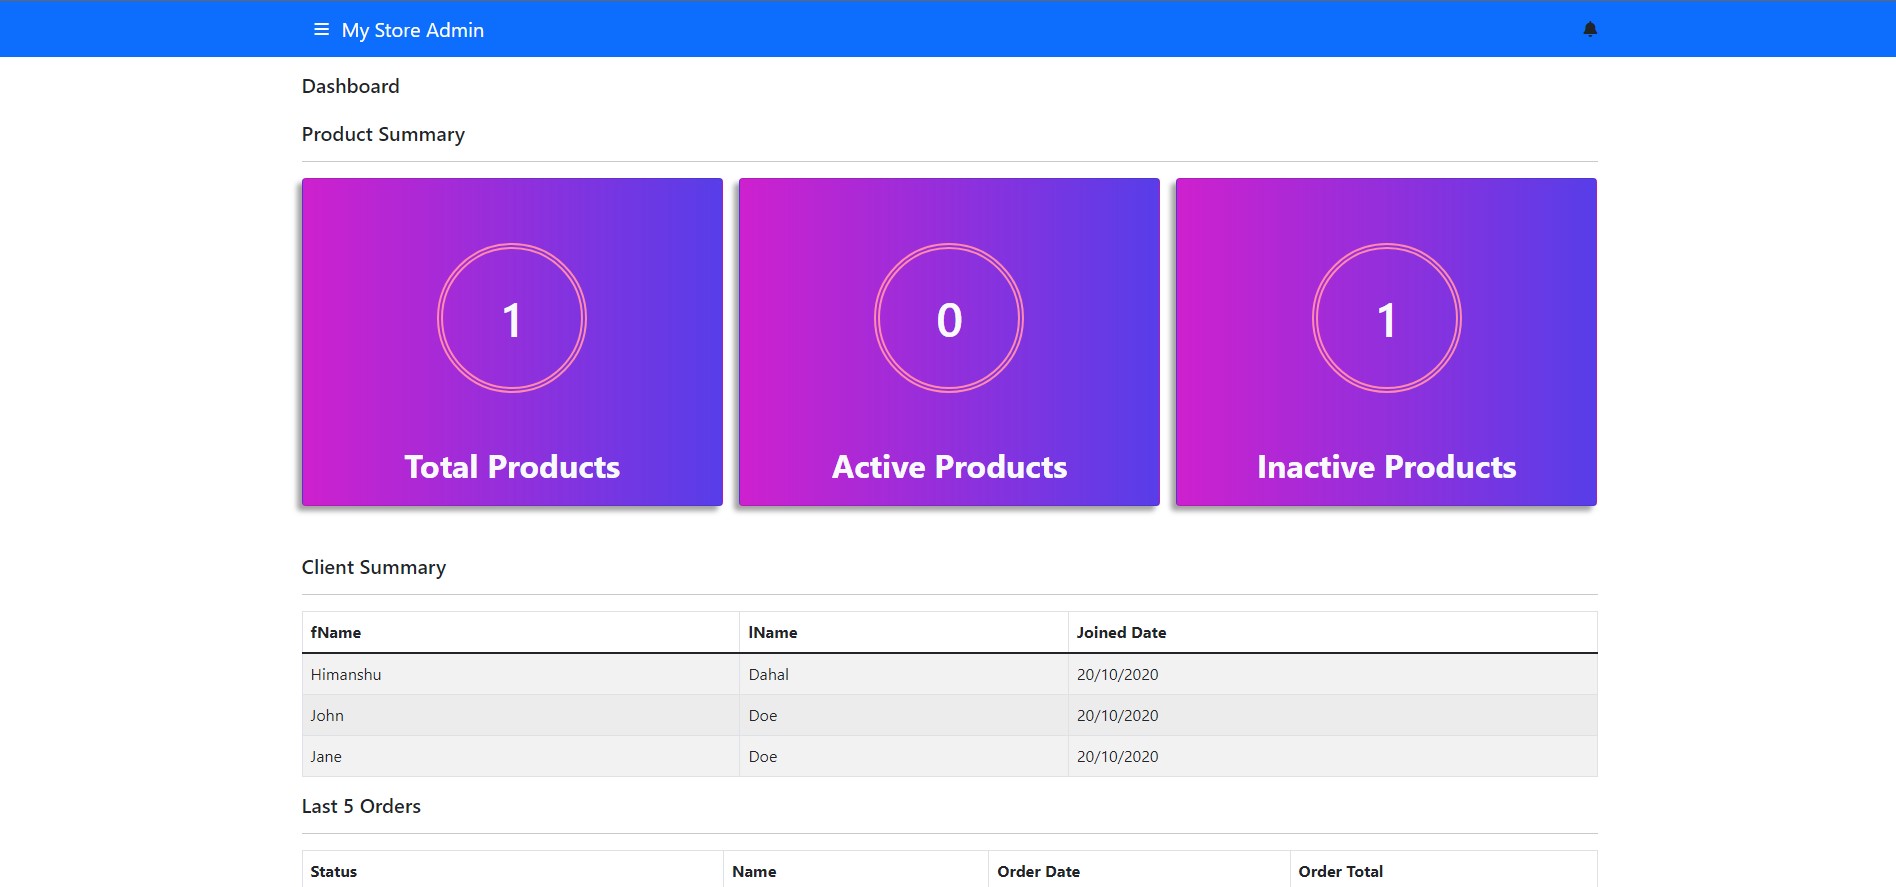 My Store Admin
Dashboard
Product Summary
1
Total Products
0
Active Products
1
Inactive Products
Client Summary
fName lName Joined Date
Himanshu Dahal 20/10/2020
John Doe 20/10/2020
Jane Doe 20/10/2020
Last 5 Orders
Status Name Order Date Order Total